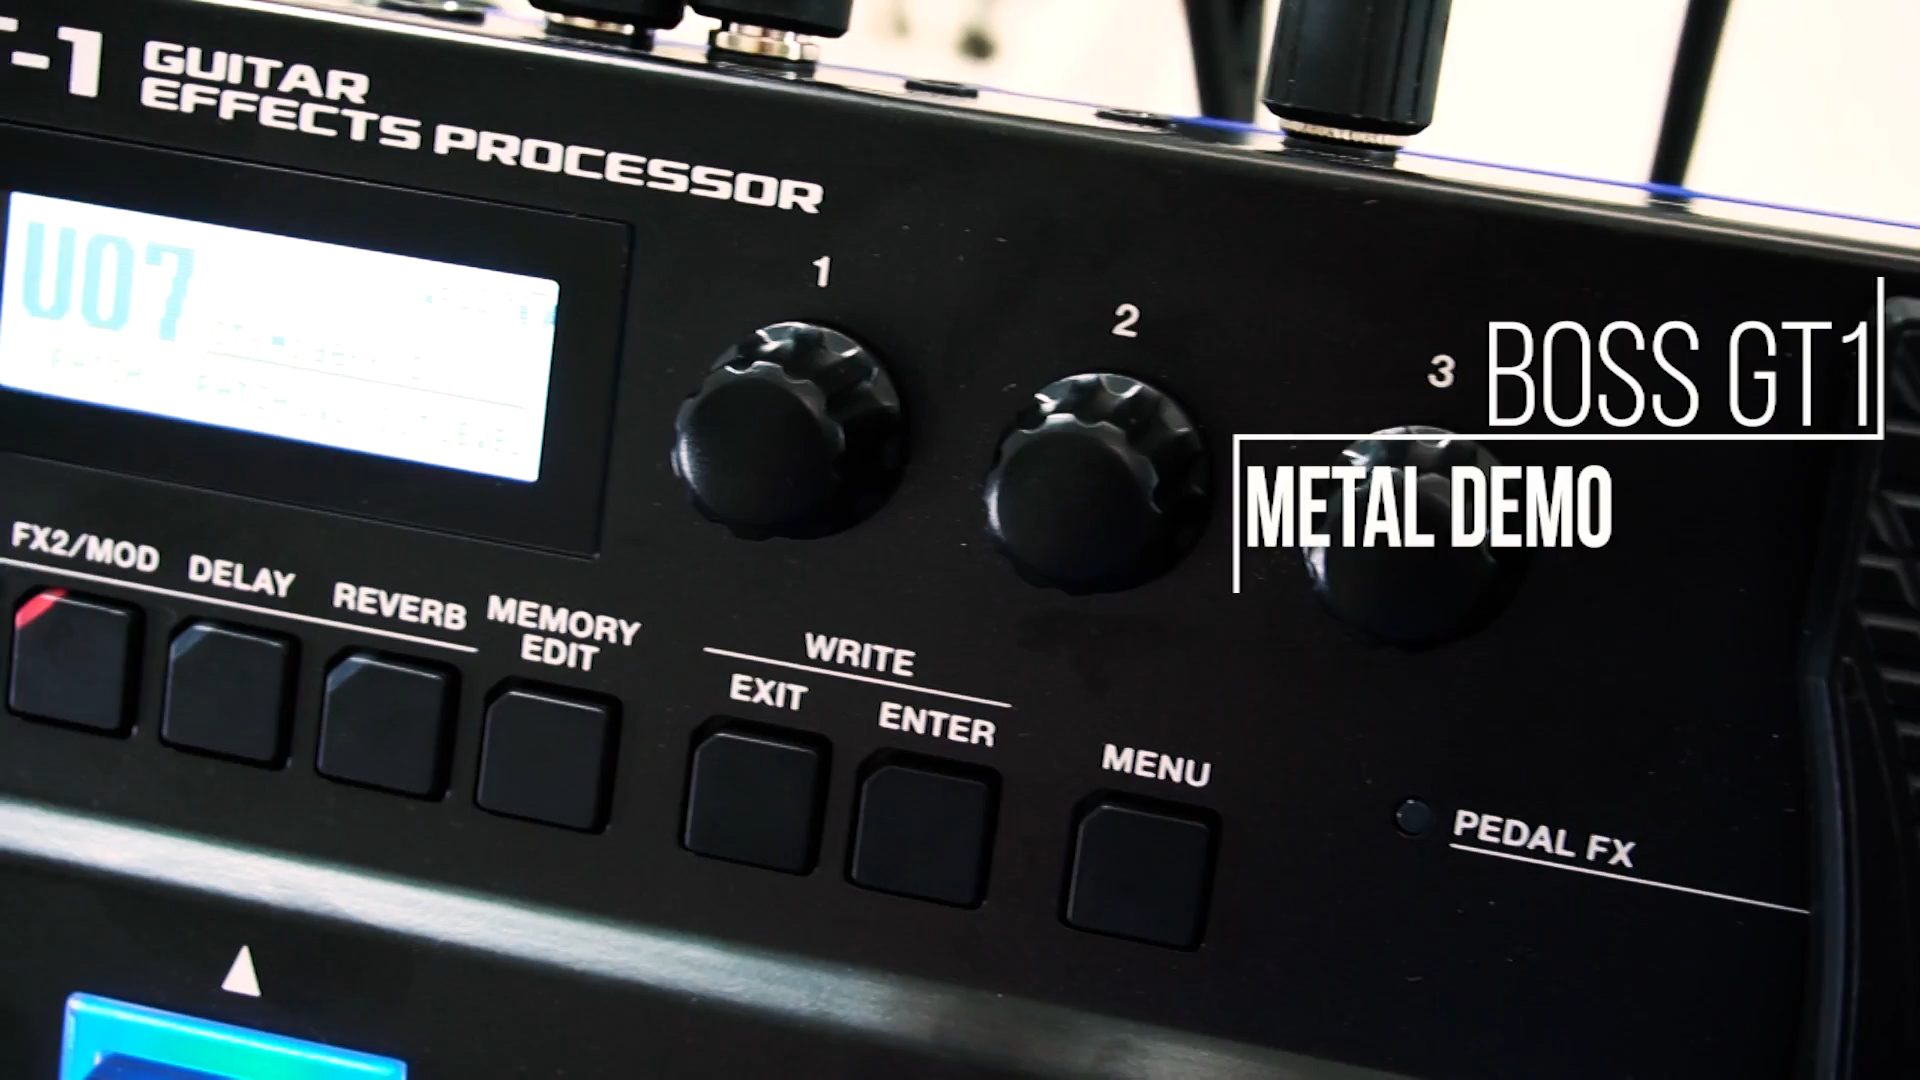 T-1 GUITAR
EFFECTS PROCESSOR
U07
1
2
3
BOSS GT1
METAL DEMO
FX2/MOD DELAY REVERB MEMORY
EDIT
WRITE
EXIT ENTER
MENU
PEDAL FX